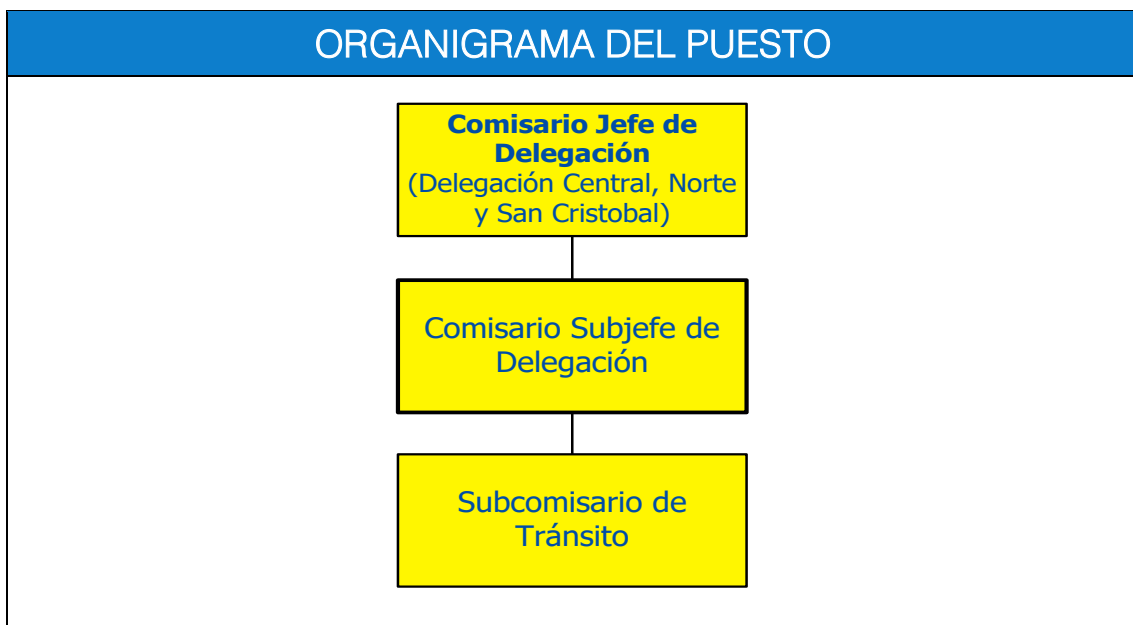 ORGANIGRAMA DEL PUESTO
Comisario Jefe de
Delegación
(Delegación Central, Norte
y San Cristobal)
Comisario Subjefe de
Delegación
Subcomisario de
Tránsito